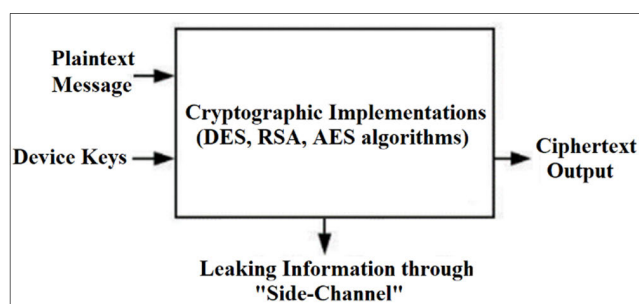 Plaintext
Message
Cryptographic Implementations
(DES, RSA, AES algorithms)
Device Keys
Ciphertext
Output
Leaking Information through
"Side-Channel"